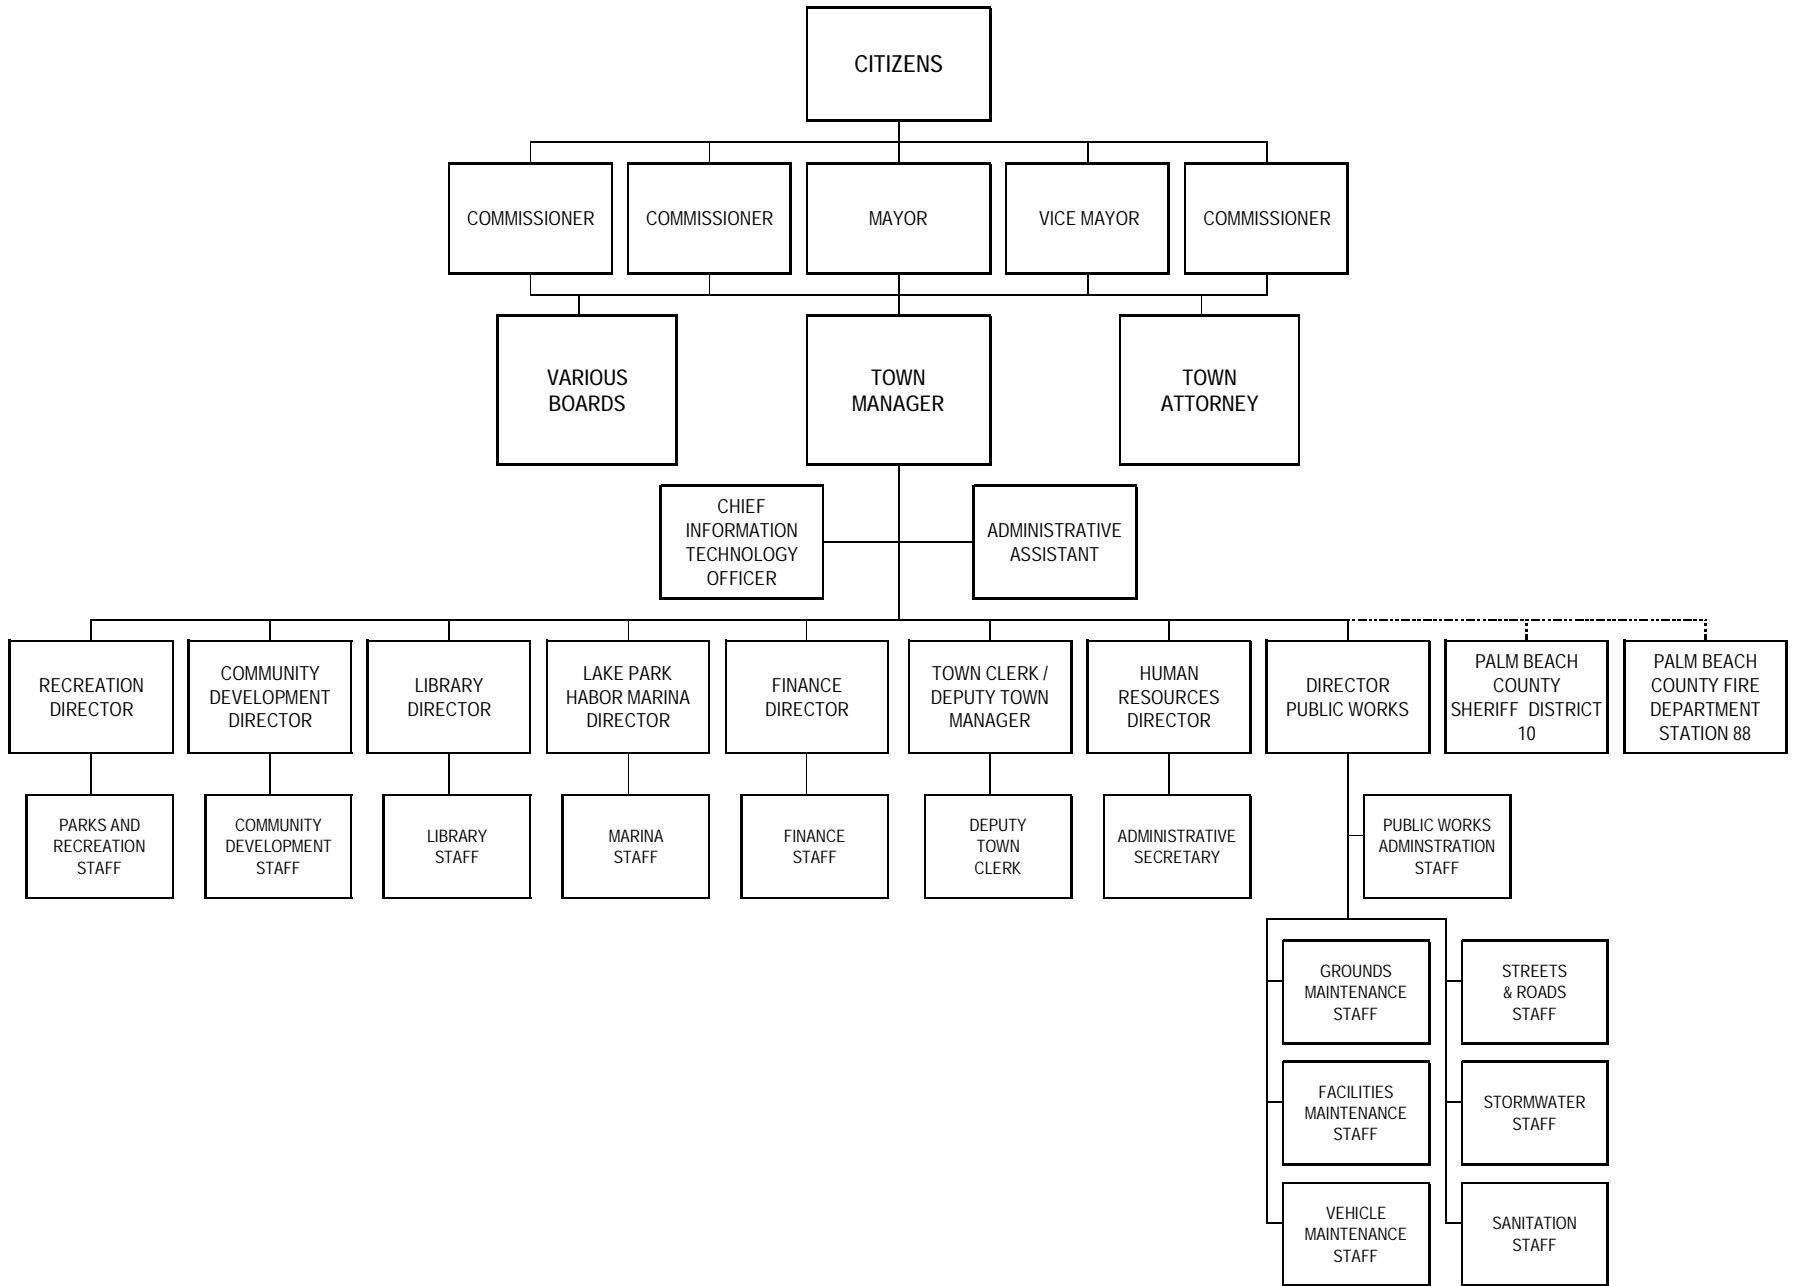 CITIZENS
COMMISSIONER
COMMISSIONER
MAYOR
VICE MAYOR
COMMISSIONER
VARIOUS
BOARDS
TOWN
MANAGER
TOWN
ATTORNEY
CHIEF
INFORMATION
TECHNOLOGY
OFFICER
ADMINISTRATIVE
ASSISTANT
RECREATION
DIRECTOR
COMMUNITY
DEVELOPMENT
DIRECTOR
LIBRARY
DIRECTOR
LAKE PARK
HABOR MARINA
DIRECTOR
FINANCE
DIRECTOR
TOWN CLERK /
DEPUTY TOWN
MANAGER
HUMAN
RESOURCES
DIRECTOR
DIRECTOR
PUBLIC WORKS
PALM BEACH
COUNTY
SHERIFF DISTRICT
10
PALM BEACH
COUNTY FIRE
DEPARTMENT
STATION 88
PARKS AND
RECREATION
STAFF
COMMUNITY
DEVELOPMENT
STAFF
LIBRARY
STAFF
MARINA
STAFF
FINANCE
STAFF
DEPUTY
TOWN
CLERK
ADMINISTRATIVE
SECRETARY
PUBLIC WORKS
ADMINSTRATION
STAFF
GROUNDS
MAINTENANCE
STAFF
STREETS
& ROADS
STAFF
FACILITIES
MAINTENANCE
STAFF
STORMWATER
STAFF
VEHICLE
MAINTENANCE
STAFF
SANITATION
STAFF